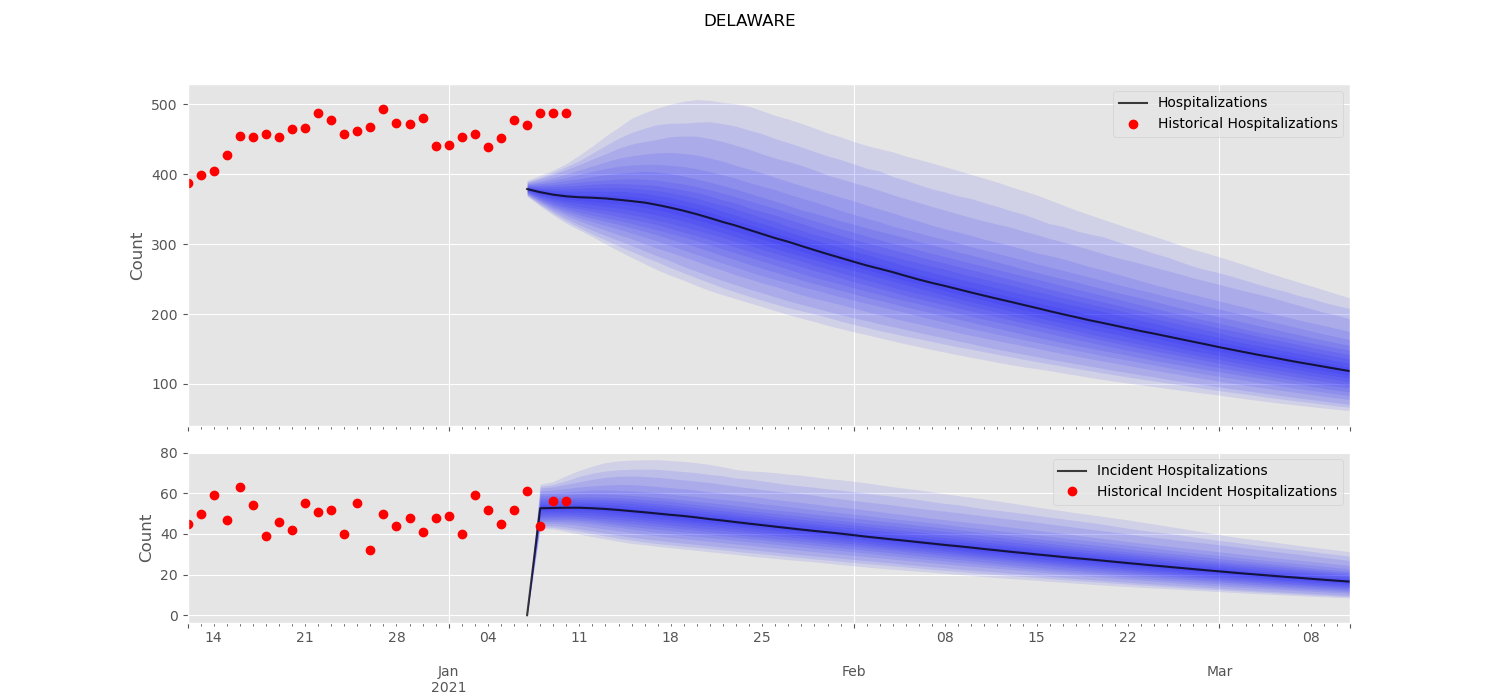 DELAWARE
500
400
300
200
100
Count
Hospitalizations
Historical Hospitalizations
80
60
40
20
0
Count
Incident Hospitalizations
Historical Incident Hospitalizations
14 21 28 04 11 18 25 08 15 22 08
Jan Feb Mar
2021